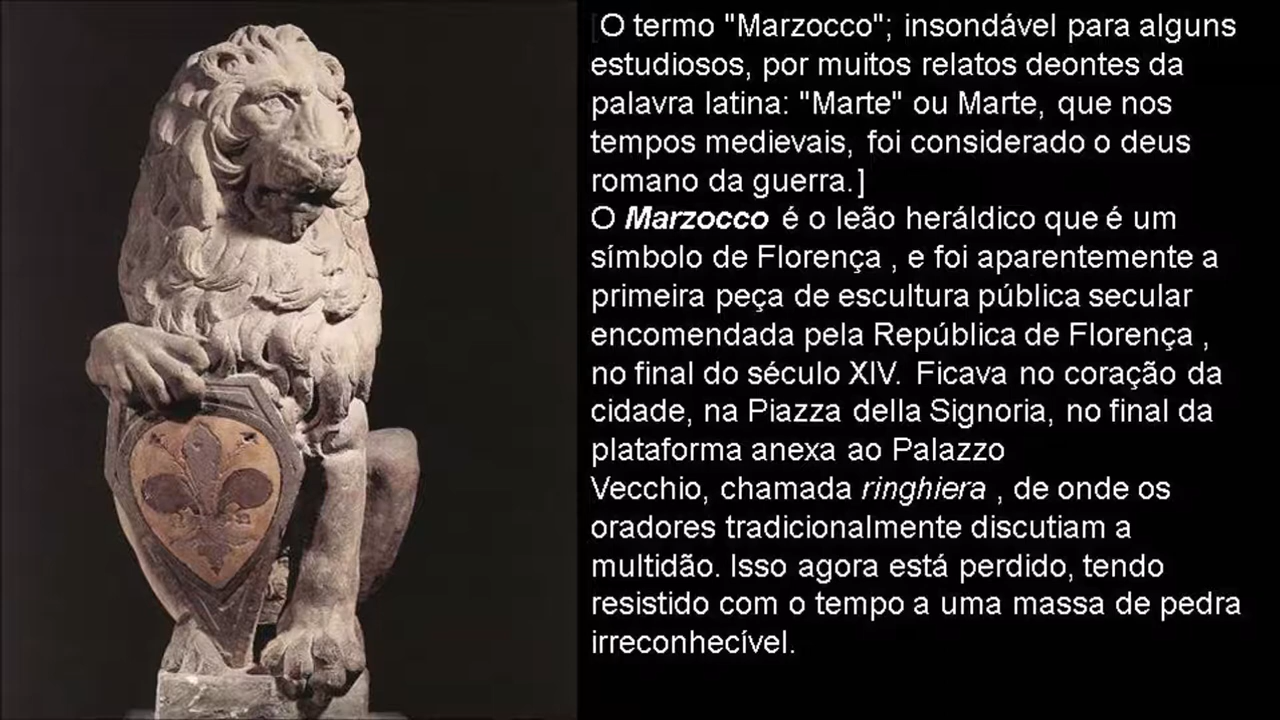 [O termo "Marzocco"; insondável para alguns
estudiosos, por muitos relatos deontes da
palavra latina: "Marte" ou Marte, que nos
tempos medievais, foi considerado o deus
romano da guerra.]
O Marzocco é o leão heráldico que é um
símbolo de Florença , e foi aparentemente a
primeira peça de escultura pública secular
encomendada pela República de Florença ,
no final do século XIV. Ficava no coração da
cidade, na Piazza della Signoria, no final da
plataforma anexa ao Palazzo
Vecchio, chamada ringhiera , de onde os
oradores tradicionalmente discutiam a
multidão. Isso agora está perdido, tendo
resistido com o tempo a uma massa de pedra
irreconhecível.